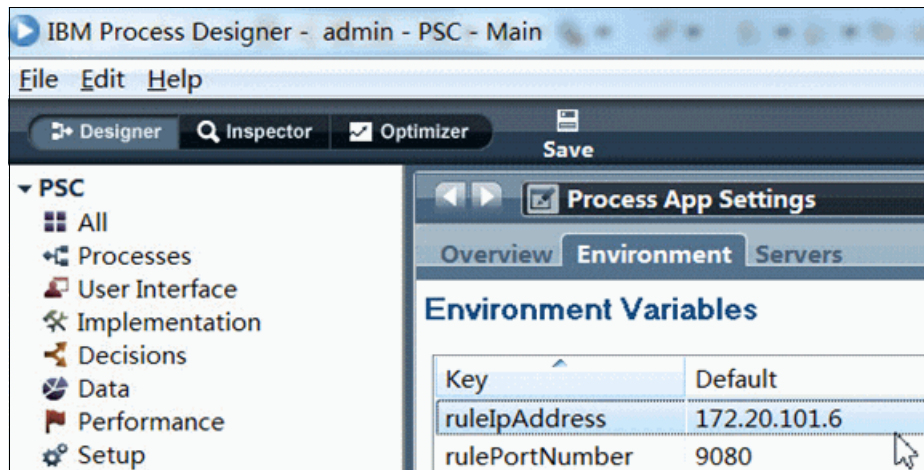 IBM Process Designer - admin - PSC - Main
File Edit Help
Designer Inspector Optimizer
Save
PSC
All
Processes
User Interface
Implementation
Decisions
Data
Performance
Setup
Process App Settings
Overview Environment Servers
Environment Variables
Key Default
ruleIpAddress 172.20.101.6
rulePortNumber 9080